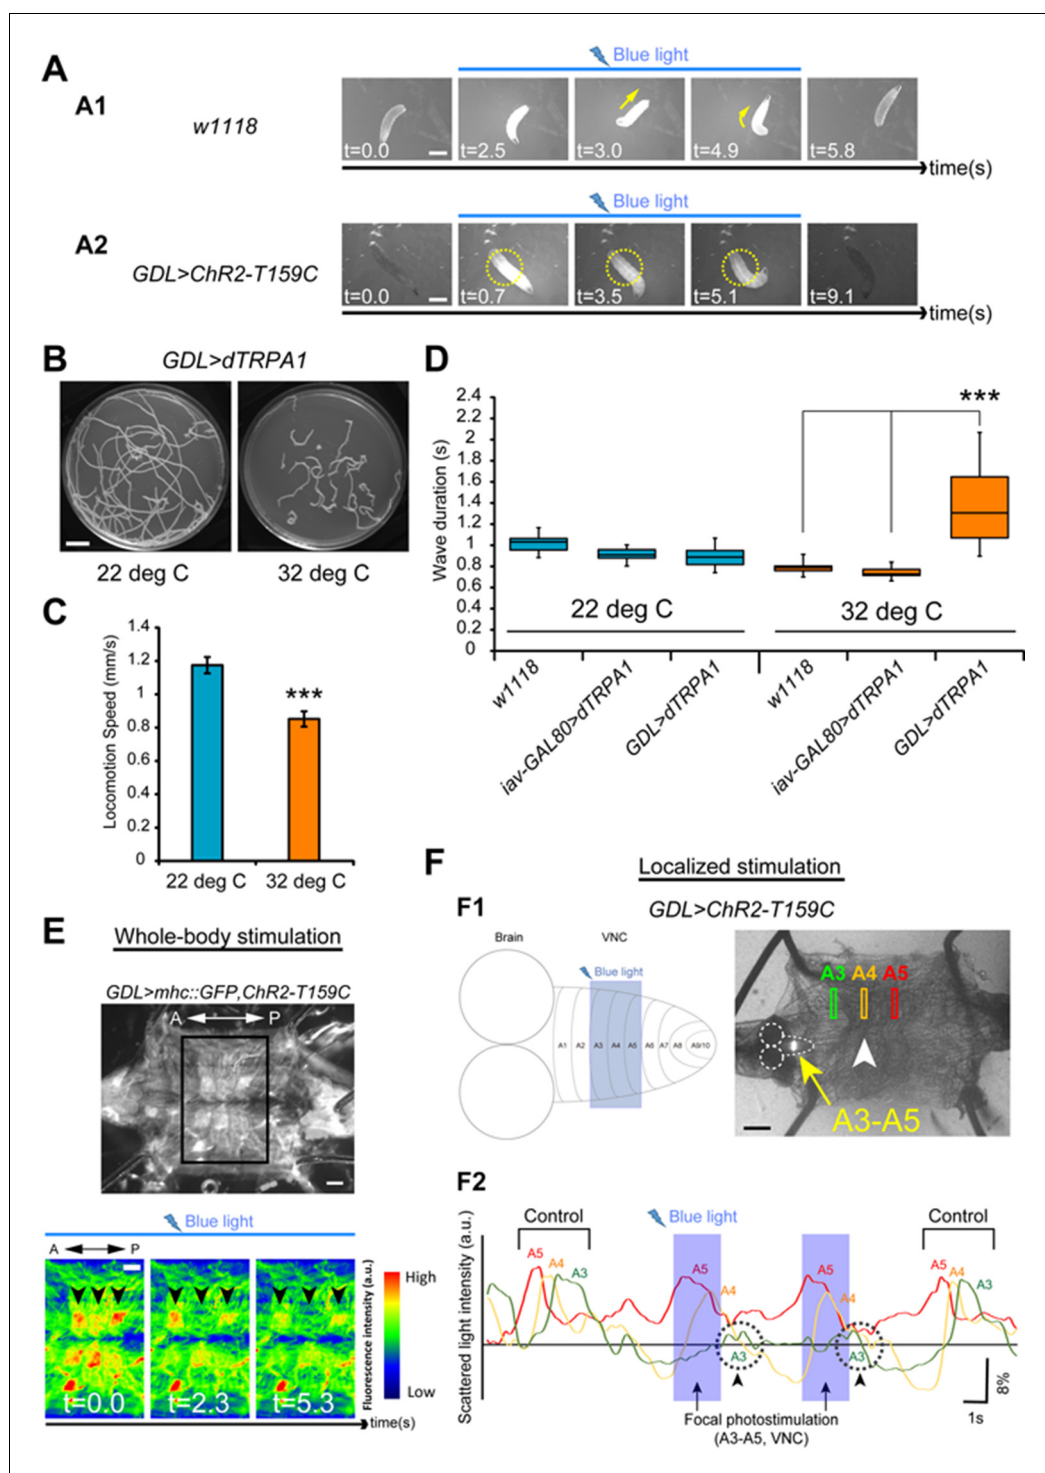 A
Blue light
A1
w1118
t=0.0
t=2.5
t=3.0
t=4.9
t=5.8
time(s)
Blue light
A2
GDL>ChR2-T159C
t=0.0
t=0.7
t=3.5
t=5.1
t=9.1
time(s)
B
GDL>dTRPA1
22 deg C
32 deg C
C
Locomotion Speed (mm/s)
1.4
1.2
1
0.8
0.6
0.4
0.2
0
***
22 deg C
32 deg C
D
Wave duration (s)
2.4
2.2
2
1.8
1.6
1.4
1.2
1
0.8
0.6
0.4
0.2
0
***
22 deg C
32 deg C
w1118
iav-GAL80>dTRPA1
GDL>dTRPA1
w1118
iav-GAL80>dTRPA1
GDL>dTRPA1
E
Whole-body stimulation
GDL>mhc::GFP,ChR2-T159C
A
P
Blue light
A
P
t=0.0
t=2.3
t=5.3
time(s)
Fluorescence intensity (a.u.)
High
Low
F
Localized stimulation
F1
GDL>ChR2-T159C
Brain
VNC
Blue light
A1
A2
A3
A4
A5
A6
A7
A8
A9/10
A3
A4
A5
A3-A5
F2
Scattered light intensity (a.u.)
Control
Blue light
Control
A5
A4
A3
A5
A4
A3
A5
A4
A3
A5
A4
A3
Focal photostimulation
(A3-A5, VNC)
8%
1s